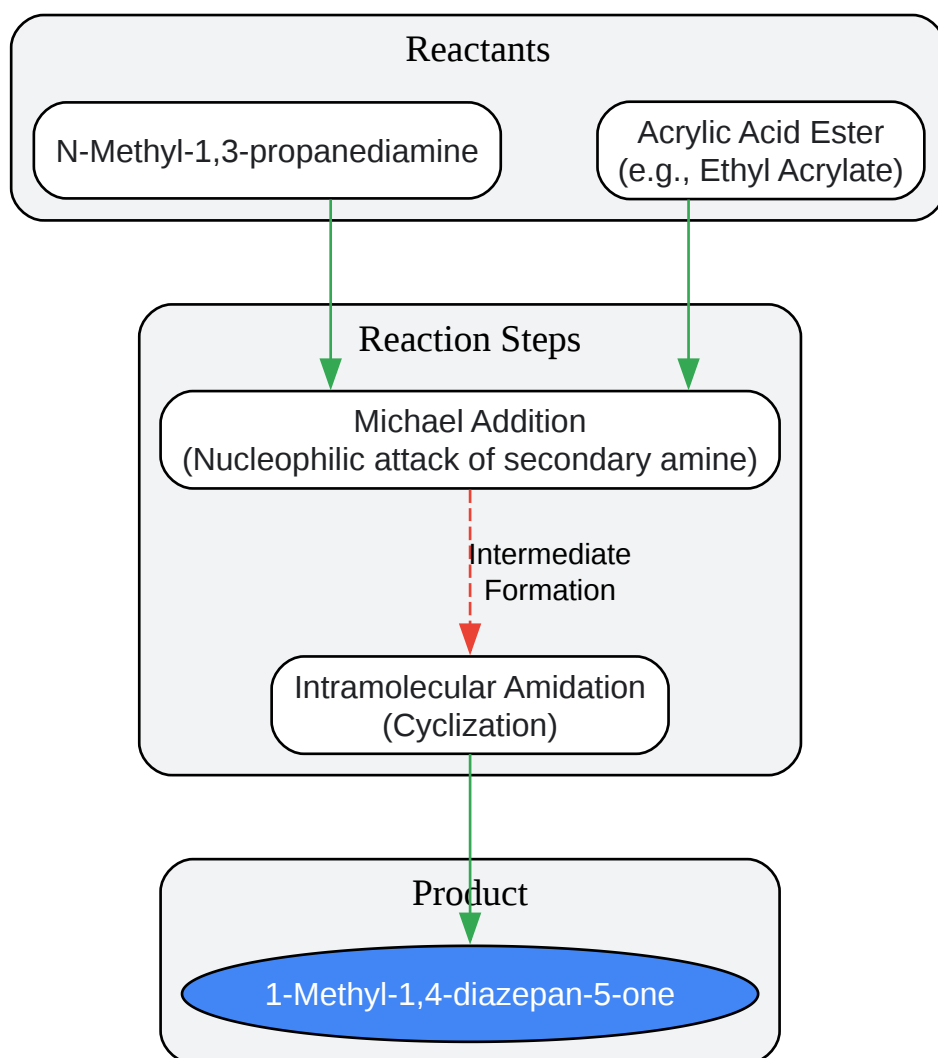 Reactants
N-Methyl-1,3-propanediamine
Acrylic Acid Ester
(e.g., Ethyl Acrylate)
Reaction Steps
Michael Addition
(Nucleophilic attack of secondary amine)
Intermediate
Formation
Intramolecular Amidation
(Cyclization)
Product
1-Methyl-1,4-diazepan-5-one